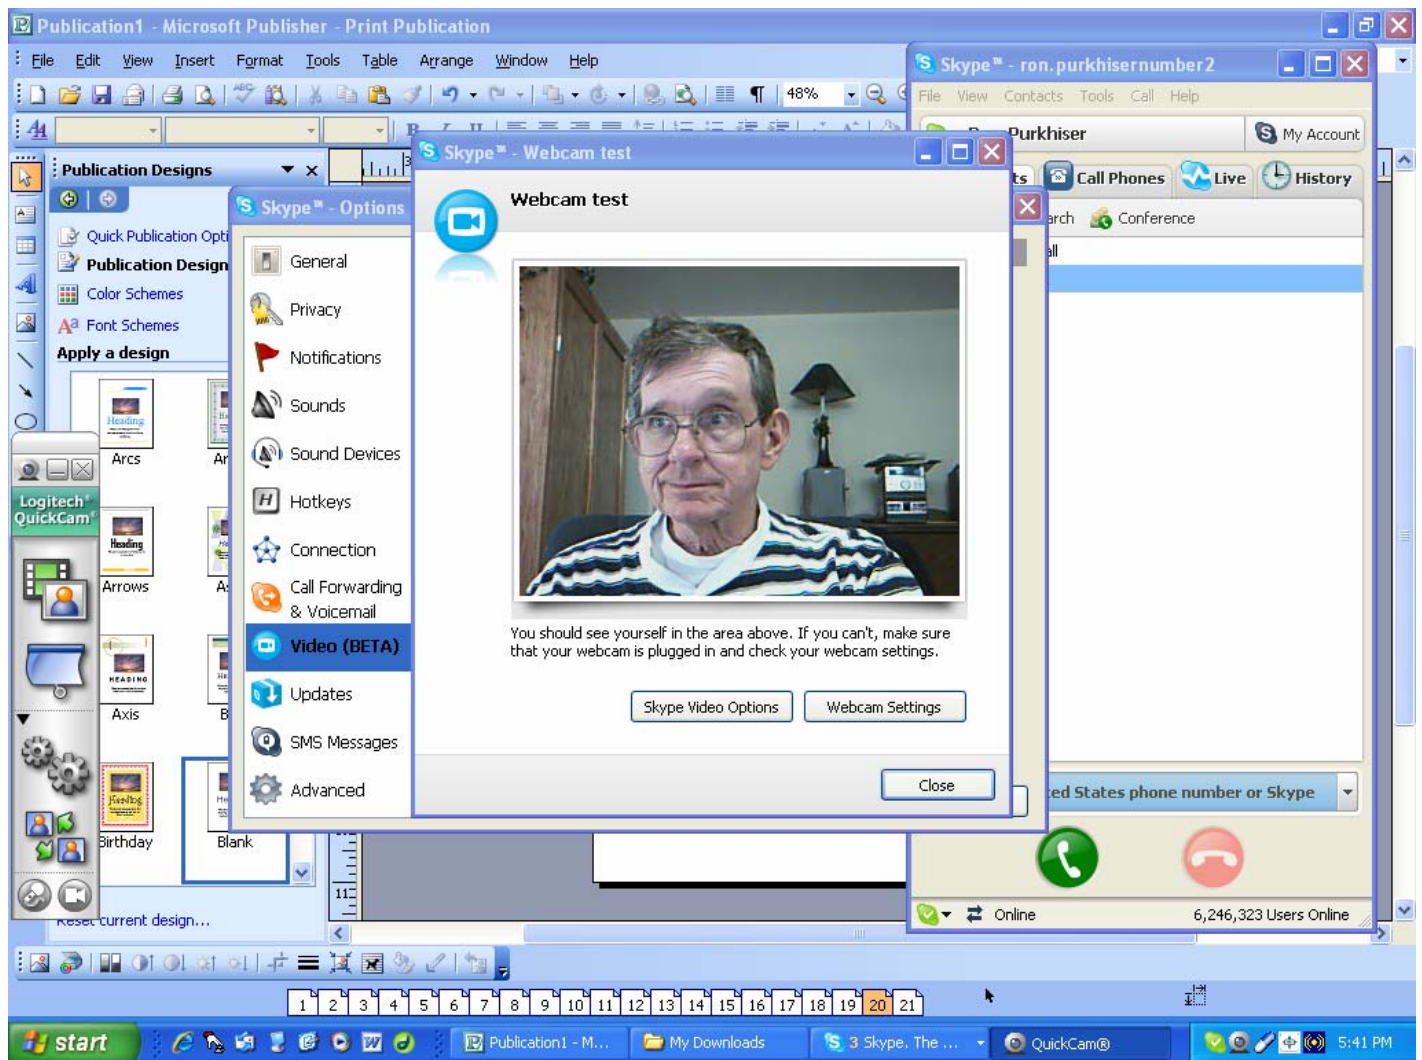 Publication1 - Microsoft Publisher - Print Publication
File Edit View Insert Format Tools Table Arrange Window Help
48%
Skype™ - ron.purkhisernumber2
File View Contacts Tools Call Help
Purkhiser
My Account
Call Phones
Live
History
Conference
Publication Designs
Quick Publication Opti
Publication Design
Color Schemes
Font Schemes
Apply a design
Heading
Arcs
Heading
Arrows
HEADING
Axis
Heading
Birthday
Blank
Reset current design...
Logitech®
QuickCam®
Skype™ - Options
General
Privacy
Notifications
Sounds
Sound Devices
Hotkeys
Connection
Call Forwarding
& Voicemail
Video (BETA)
Updates
SMS Messages
Advanced
Skype™ - Webcam test
Webcam test
You should see yourself in the area above. If you can't, make sure
that your webcam is plugged in and check your webcam settings.
Skype Video Options
Webcam Settings
Close
ted States phone number or Skype
Online
6,246,323 Users Online
1 2 3 4 5 6 7 8 9 10 11 12 13 14 15 16 17 18 19 20 21
start
Publication1 - M...
My Downloads
3 Skype. The ...
QuickCam®
5:41 PM